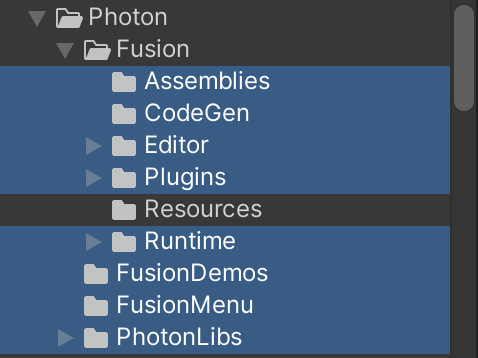 Photon
Fusion
Assemblies
CodeGen
Editor
Plugins
Resources
Runtime
FusionDemos
FusionMenu
PhotonLibs